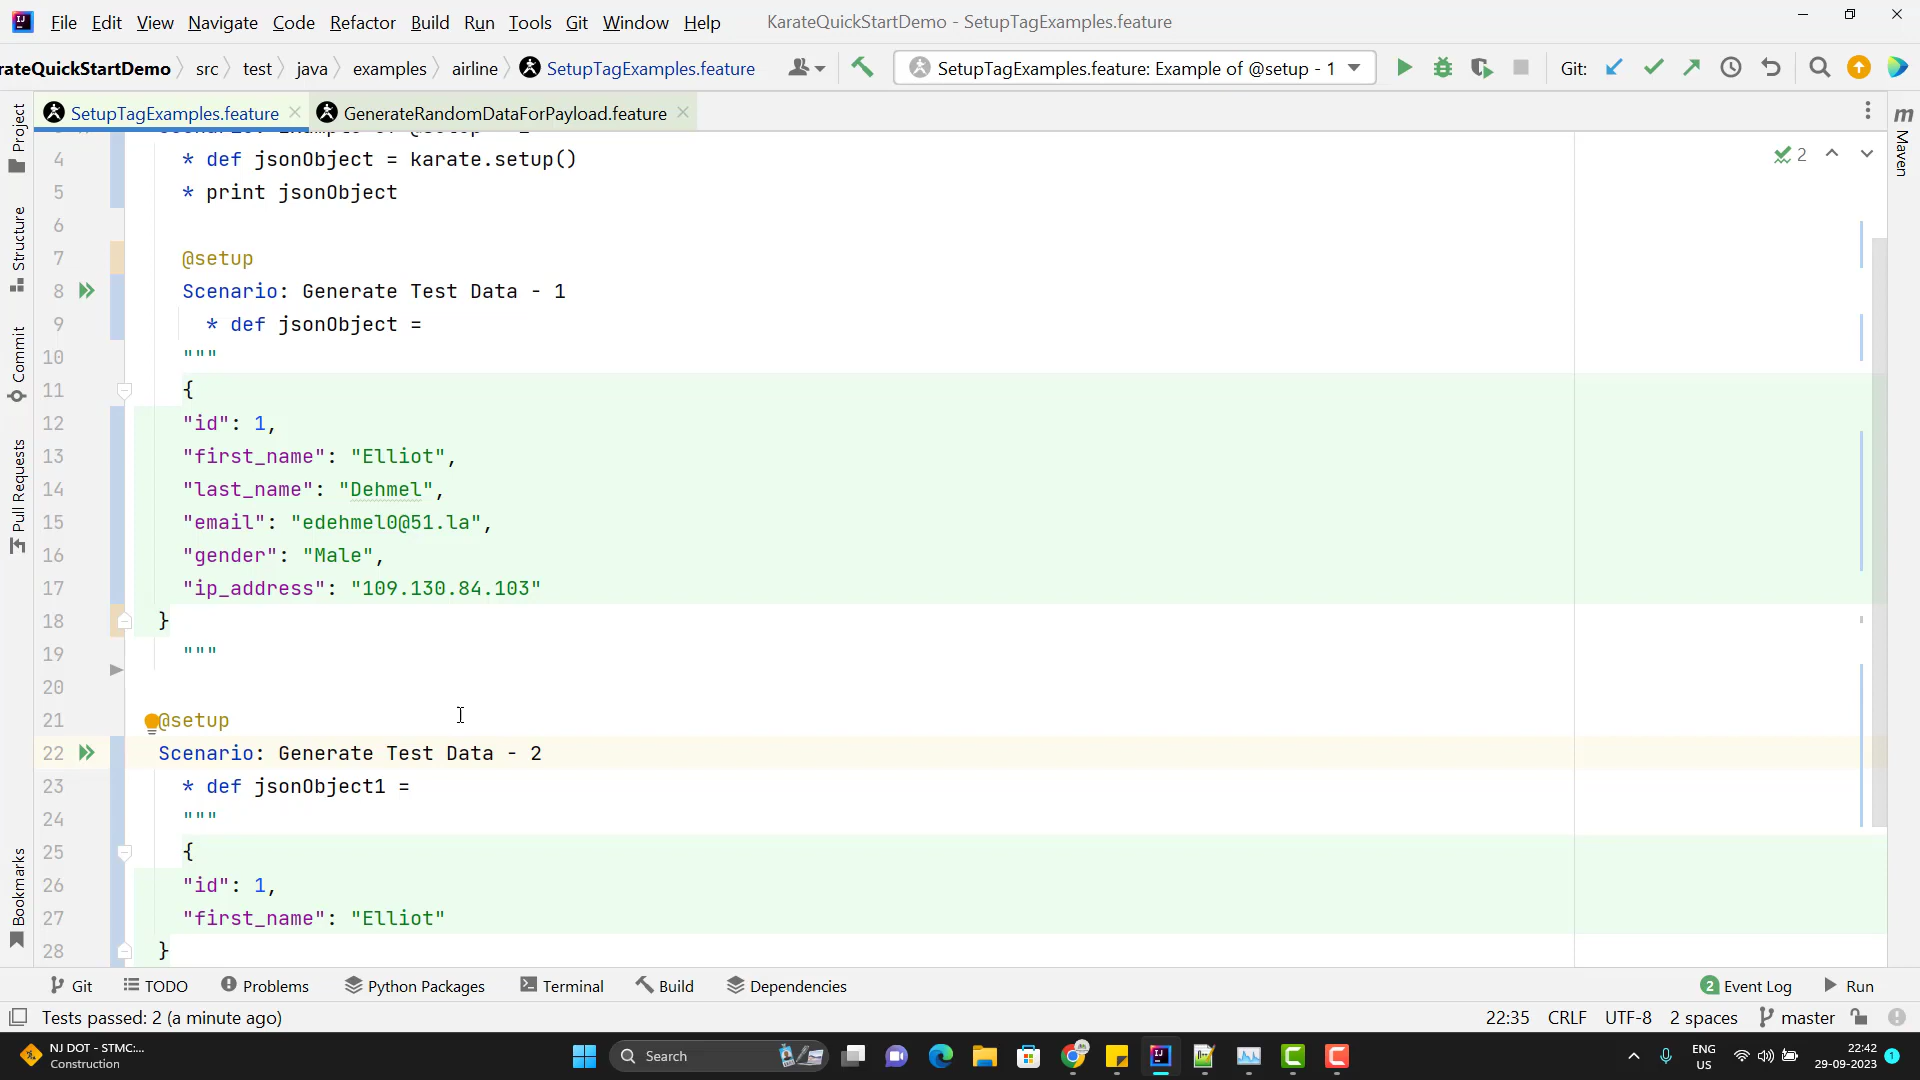 File Edit View Navigate Code Refactor Build Run Tools Git Window Help KarateQuickStartDemo - SetupTagExamples.feature
rateQuickStartDemo src test java examples airline SetupTagExamples.feature SetupTagExamples.feature: Example of @setup - 1 Git:
SetupTagExamples.feature GenerateRandomDataForPayload.feature
4 * def jsonObject = karate.setup()
5 * print jsonObject
6
7 @setup
8 Scenario: Generate Test Data - 1
9 * def jsonObject =
10 """
11 {
12 "id": 1,
13 "first_name": "Elliot",
14 "last_name": "Dehmel",
15 "email": "edehmel0@51.la",
16 "gender": "Male",
17 "ip_address": "109.130.84.103"
18 }
19 """
20
21 @setup
22 Scenario: Generate Test Data - 2
23 * def jsonObject1 =
24 """
25 {
26 "id": 1,
27 "first_name": "Elliot"
28 }
2
Project
Structure
Commit
Pull Requests
Bookmarks
m
Maven
Git TODO Problems Python Packages Terminal Build Dependencies 2 Event Log Run
Tests passed: 2 (a minute ago) 22:35 CRLF UTF-8 2 spaces master
NJ DOT - STMC:...
Construction
Search
ENG
US
22:42
29-09-2023
1